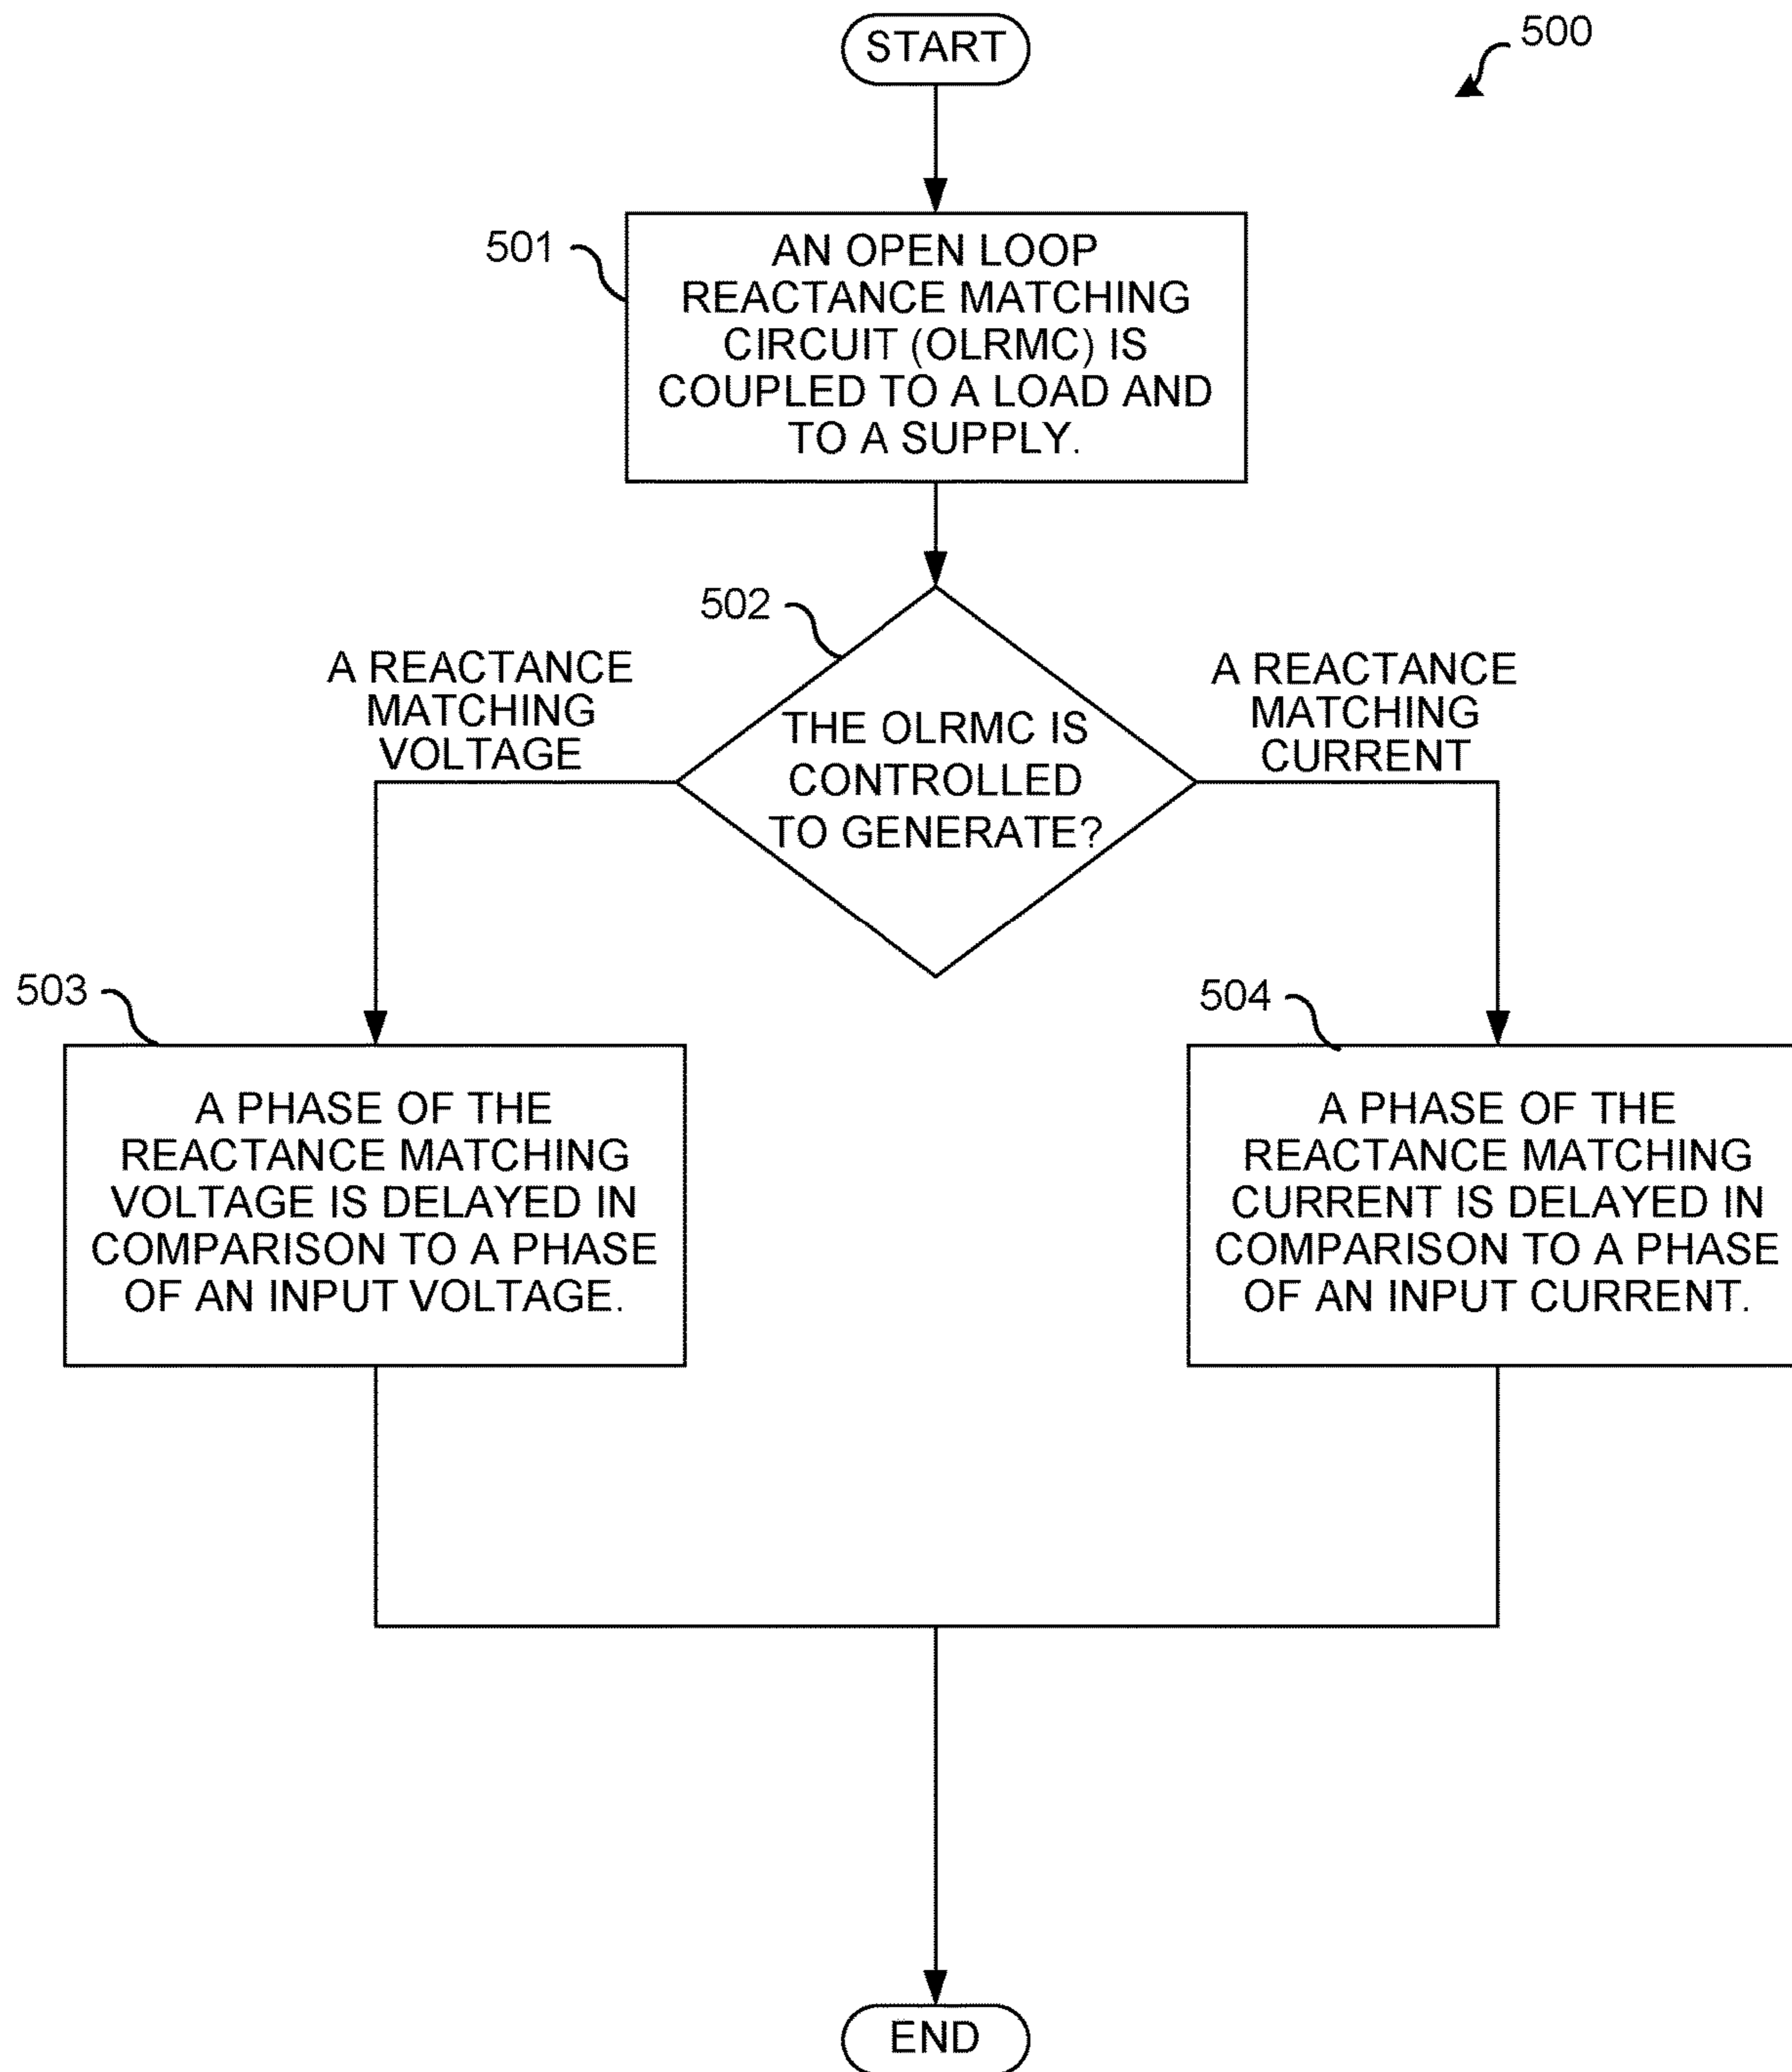 START
500
501
AN OPEN LOOP
REACTANCE MATCHING
CIRCUIT (OLRMC) IS
COUPLED TO A LOAD AND
TO A SUPPLY.
502
A REACTANCE
MATCHING
VOLTAGE
THE OLRMC IS
CONTROLLED
TO GENERATE?
A REACTANCE
MATCHING
CURRENT
503
A PHASE OF THE
REACTANCE MATCHING
VOLTAGE IS DELAYED IN
COMPARISON TO A PHASE
OF AN INPUT VOLTAGE.
504
A PHASE OF THE
REACTANCE MATCHING
CURRENT IS DELAYED IN
COMPARISON TO A PHASE
OF AN INPUT CURRENT.
END